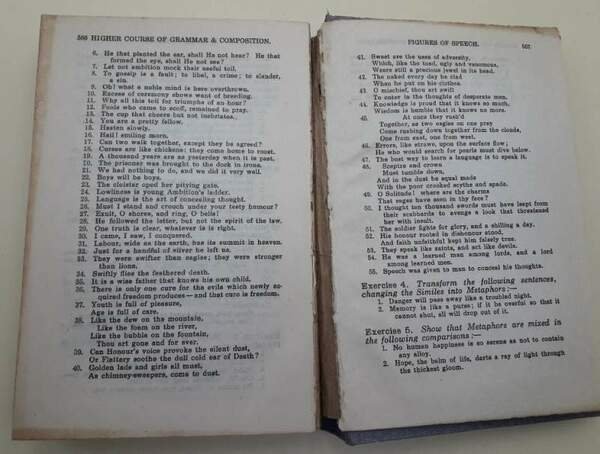 566 HIGHER COURSE OF GRAMMAR & COMPOSITION.
6. He that planted the ear, shall He not hear? He that
formed the eye, shall He not see?
7. Let not ambition mock their useful toil.
8. To gossip is a fault; to libel, a crime; to slander,
a sin.
9. Oh! what a noble mind is here overthrown.
10. Excess of ceremony shows want of breeding.
11. Why all this toil for triumphs of an hour?
12. Fools who came to scoff, remained to pray.
13. The cup that cheers but not inebriates.
14. You are a pretty fellow.
15. Hasten slowly.
16. Hail! smiling morn.
17. Can two walk together, except they be agreed?
18. Curses are like chickens; they come home to roost.
19. A thousand years are as yesterday when it is past.
20. The prisoner was brought to the dock in irons.
21. We had nothing to do, and we did it very well.
22. Boys will be boys.
23. The cloister oped her pitying gate.
24. Lowliness is young Ambition's ladder.
25. Language is the art of concealing thought.
26. Must I stand and crouch under your testy humour?
27. Exult, O shores, and ring, O bells!
28. He followed the letter, but not the spirit of the law.
29. One truth is clear, whatever is, is right.
30. I came, I saw, I conquered.
31. Labour, wide as the earth, has its summit in heaven.
32. Just for a handful of silver he left us.
33. They were swifter than eagles; they were stronger
than lions.
34. Swiftly flies the feathered death.
35. It is a wise father that knows his own child.
36. There is only one cure for the evils which newly ac-
quired freedom produces—and that cure is freedom.
37. Youth is full of pleasure,
Age is full of care.
38. Like the dew on the mountain,
Like the foam on the river,
Like the bubble on the fountain,
Thou art gone and for ever.
39. Can Honour's voice provoke the silent dust,
Or Flattery soothe the dull cold ear of Death?
40. Golden lads and girls all must,
As chimney-sweepers, come to dust.
FIGURES OF SPEECH. 567
41. Sweet are the uses of adversity,
Which, like the toad, ugly and venomous,
Wears still a precious jewel in its head.
42. The naked every day he clad
When he put on his clothes.
43. O mischief, thou art swift
To enter in the thoughts of desperate men.
44. Knowledge is proud that it knows so much,
Wisdom is humble that it knows no more.
45. At once they rush'd
Together, as two eagles on one prey
Come rushing down together from the clouds,
One from east, one from west.
46. Errors, like straws, upon the surface flow;
He who would search for pearls must dive below.
47. The best way to learn a language is to speak it.
48. Sceptre and crown
Must tumble down,
And in the dust be equal made
With the poor crooked scythe and spade.
49. O Solitude! where are the charms
That sages have seen in thy face?
50. I thought ten thousand swords must have leapt from
their scabbards to avenge a look that threatened
her with insult.
51. The soldier fights for glory, and a shilling a day.
52. His honour rooted in dishonour stood,
And faith unfaithful kept him falsely true.
53. They speak like saints, and act like devils.
54. He was a learned man among lords, and a lord
among learned men.
55. Speech was given to man to conceal his thoughts.
Exercise 4. Transform the following sentences,
changing the Similes into Metaphors:—
1. Danger will pass away like a troubled night.
2. Memory is like a purse; if it be overful so that it
cannot shut, all will drop out of it.
Exercise 5. Show that Metaphors are mixed in
the following comparisons:—
1. No human happiness is so serene as not to contain
any alloy.
2. Hope, the balm of life, darts a ray of light through
the thickest gloom.